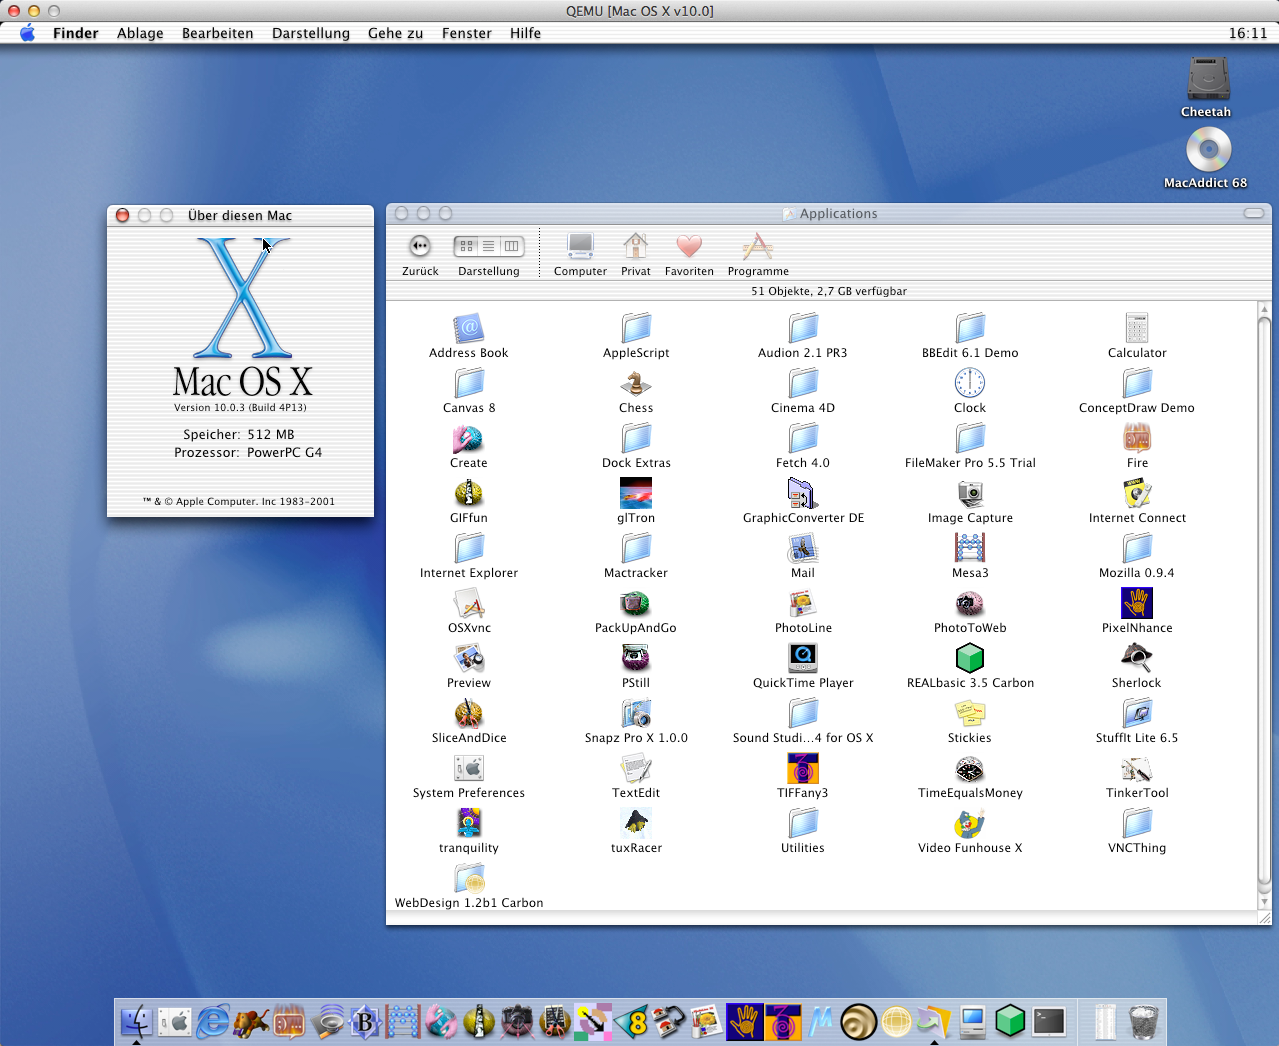 QEMU [Mac OS X v10.0]
Finder Ablage Bearbeiten Darstellung Gehe zu Fenster Hilfe 16:11
Cheetah
MacAddict 68
Über diesen Mac
Mac OS X
Version 10.0.3 (Build 4P13)
Speicher: 512 MB
Prozessor: PowerPC G4
™ & © Apple Computer. Inc 1983-2001
Applications
Zurück Darstellung Computer Privat Favoriten Programme
51 Objekte, 2,7 GB verfügbar
Address Book AppleScript Audion 2.1 PR3 BBEdit 6.1 Demo Calculator
Canvas 8 Chess Cinema 4D Clock ConceptDraw Demo
Create Dock Extras Fetch 4.0 FileMaker Pro 5.5 Trial Fire
GIFfun glTron GraphicConverter DE Image Capture Internet Connect
Internet Explorer Mactracker Mail Mesa3 Mozilla 0.9.4
OSXvnc PackUpAndGo PhotoLine PhotoToWeb PixelNhance
Preview PStill QuickTime Player REALbasic 3.5 Carbon Sherlock
SliceAndDice Snapz Pro X 1.0.0 Sound Studi...4 for OS X Stickies StuffIt Lite 6.5
System Preferences TextEdit TIFFany3 TimeEqualsMoney TinkerTool
tranquility tuxRacer Utilities Video Funhouse X VNCThing
WebDesign 1.2b1 Carbon